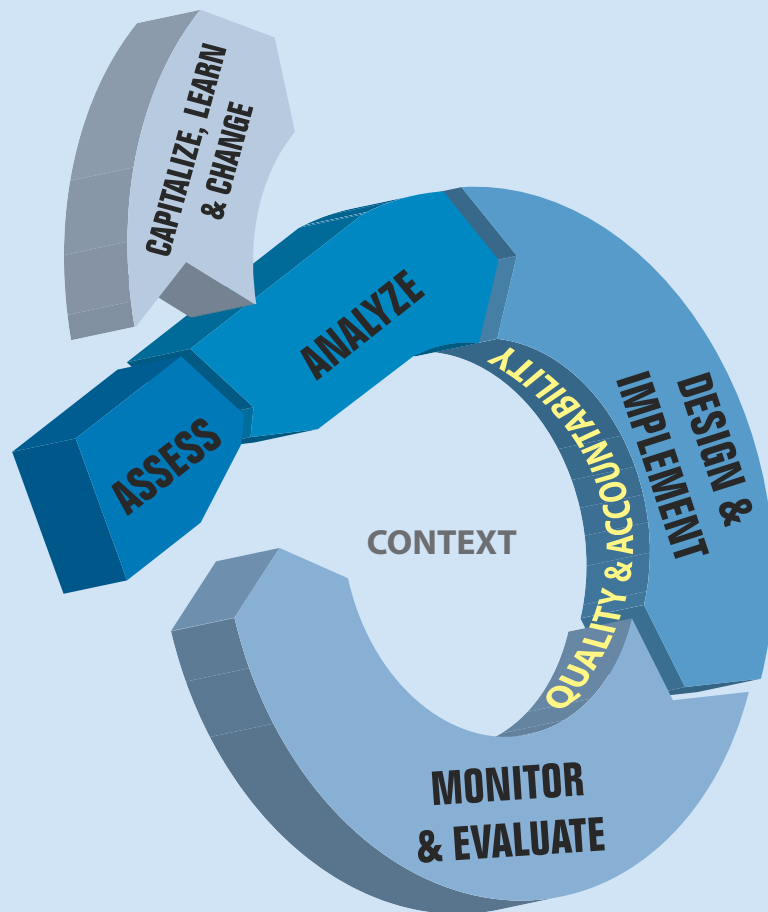 CAPITALIZE, LEARN
& CHANGE
ANALYZE
ASSESS
DESIGN &
IMPLEMENT
QUALITY & ACCOUNTABILITY
CONTEXT
MONITOR
& EVALUATE